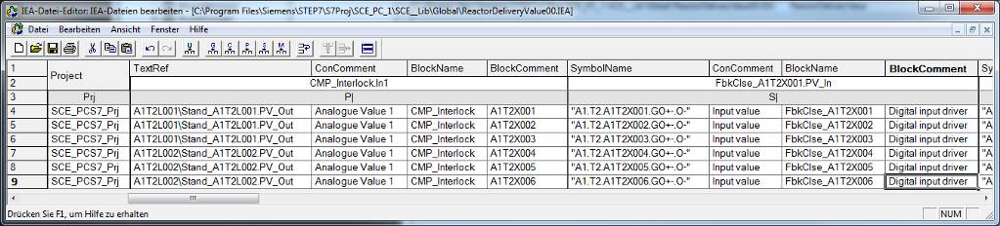 IEA-Datei-Editor: IEA-Dateien bearbeiten - [C:\Program Files\Siemens\STEP7\S7Proj\SCE_PC_1\SCE__Lib\Global\ReactorDeliveryValue00.IEA]
Datei Bearbeiten Ansicht Fenster Hilfe
1 Project TextRef ConComment BlockName BlockComment SymbolName ConComment BlockName BlockComment Sy
2 CMP_Interlock.In1 FbkClse_A1T2X001.PV_In
3 Prj P| S|
4 SCE_PCS7_Prj A1T2L001\Stand_A1T2L001.PV_Out Analogue Value 1 CMP_Interlock A1T2X001 "A1.T2.A1T2X001.GO+-.O-" Input value FbkClse_A1T2X001 Digital input driver "A
5 SCE_PCS7_Prj A1T2L001\Stand_A1T2L001.PV_Out Analogue Value 1 CMP_Interlock A1T2X002 "A1.T2.A1T2X002.GO+-.O-" Input value FbkClse_A1T2X002 Digital input driver "A
6 SCE_PCS7_Prj A1T2L001\Stand_A1T2L001.PV_Out Analogue Value 1 CMP_Interlock A1T2X003 "A1.T2.A1T2X003.GO+-.O-" Input value FbkClse_A1T2X003 Digital input driver "A
7 SCE_PCS7_Prj A1T2L002\Stand_A1T2L002.PV_Out Analogue Value 1 CMP_Interlock A1T2X004 "A1.T2.A1T2X004.GO+-.O-" Input value FbkClse_A1T2X004 Digital input driver "A
8 SCE_PCS7_Prj A1T2L002\Stand_A1T2L002.PV_Out Analogue Value 1 CMP_Interlock A1T2X005 "A1.T2.A1T2X005.GO+-.O-" Input value FbkClse_A1T2X005 Digital input driver "A
9 SCE_PCS7_Prj A1T2L002\Stand_A1T2L002.PV_Out Analogue Value 1 CMP_Interlock A1T2X006 "A1.T2.A1T2X006.GO+-.O-" Input value FbkClse_A1T2X006 Digital input driver "A
Drücken Sie F1, um Hilfe zu erhalten NUM